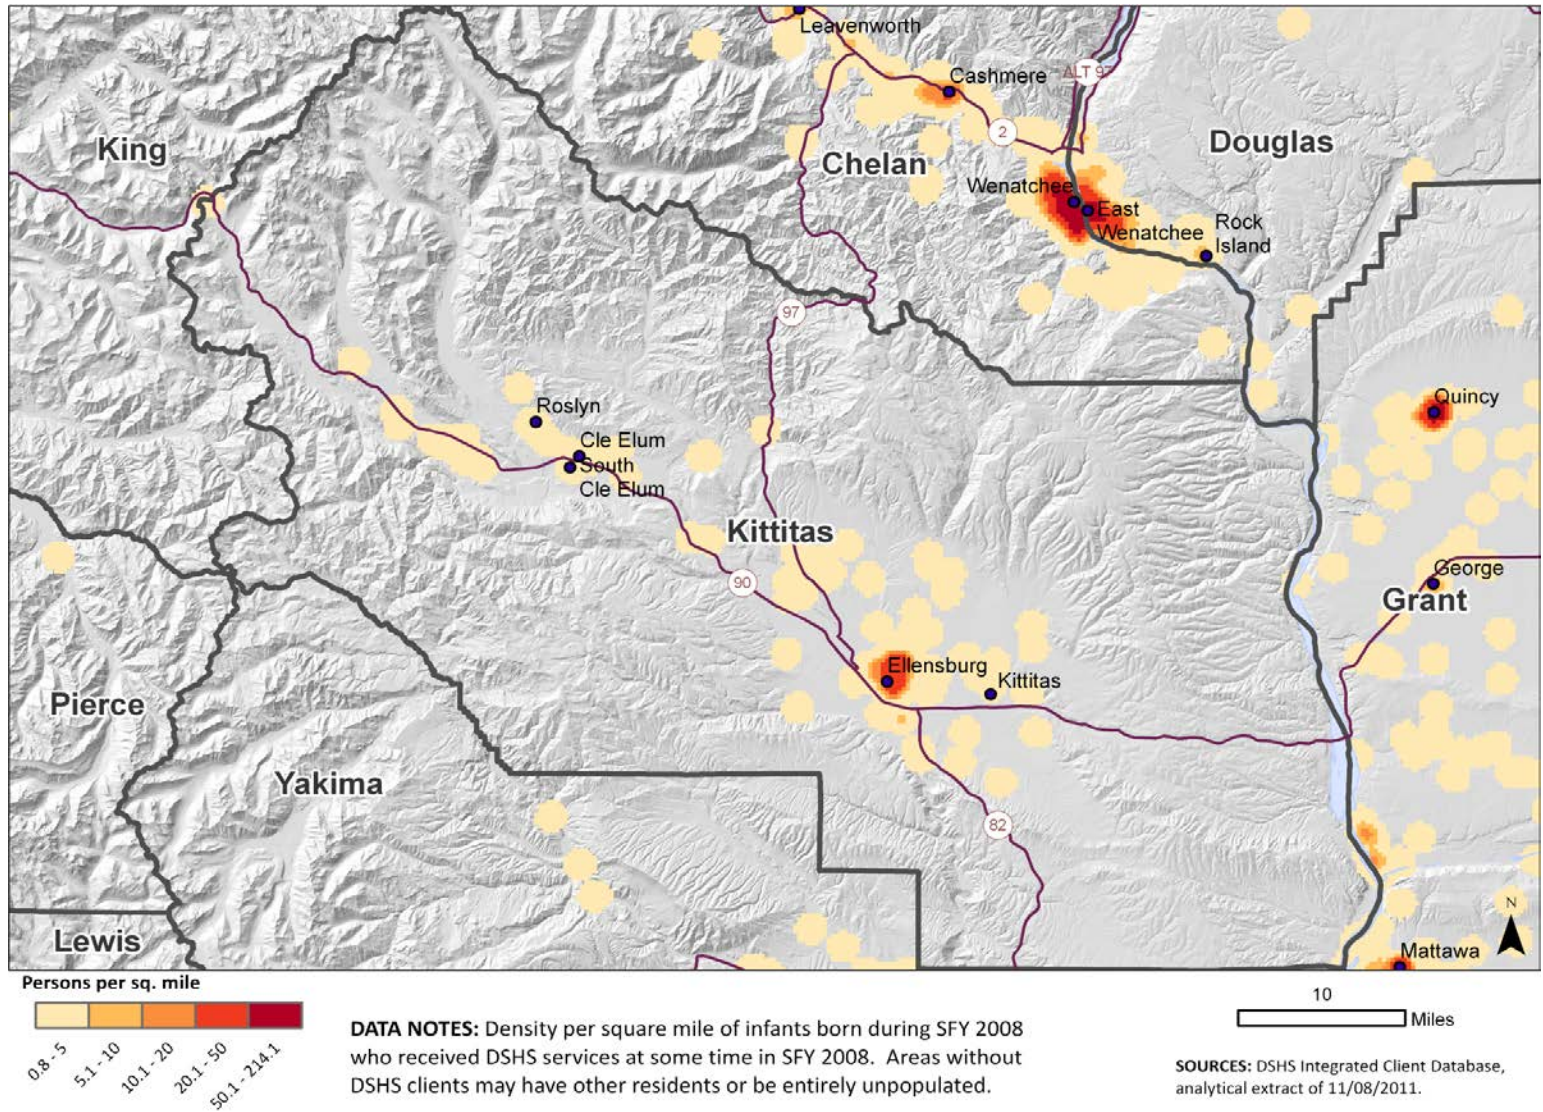 Leavenworth
Cashmere
ALT 97
2
King
Chelan
Douglas
Wenatchee
East
Wenatchee
Rock
Island
97
Roslyn
Quincy
Cle Elum
South
Cle Elum
Kittitas
90
George
Grant
Ellensburg
Kittitas
Pierce
Yakima
82
Lewis
N
Mattawa
Persons per sq. mile
0.8 - 5
5.1 - 10
10.1 - 20
20.1 - 50
50.1 - 214.1
DATA NOTES: Density per square mile of infants born during SFY 2008
who received DSHS services at some time in SFY 2008. Areas without
DSHS clients may have other residents or be entirely unpopulated.
10
Miles
SOURCES: DSHS Integrated Client Database,
analytical extract of 11/08/2011.